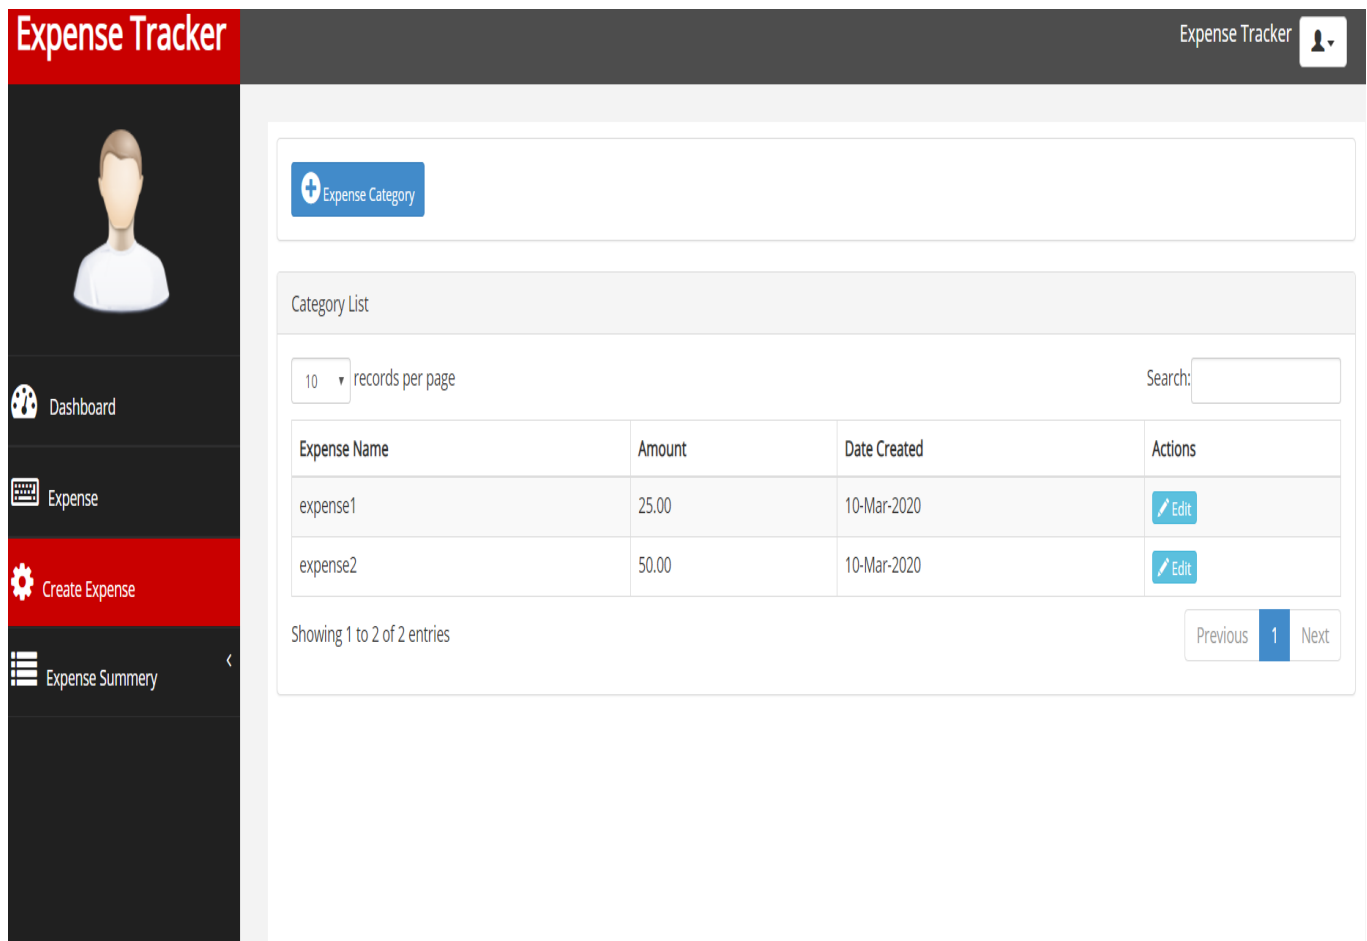 Expense Tracker
Expense Tracker
Expense Category
Category List
10 records per page
Search:
Expense Name Amount Date Created Actions
expense1 25.00 10-Mar-2020 Edit
expense2 50.00 10-Mar-2020 Edit
Showing 1 to 2 of 2 entries
Previous 1 Next
Dashboard
Expense
Create Expense
Expense Summery